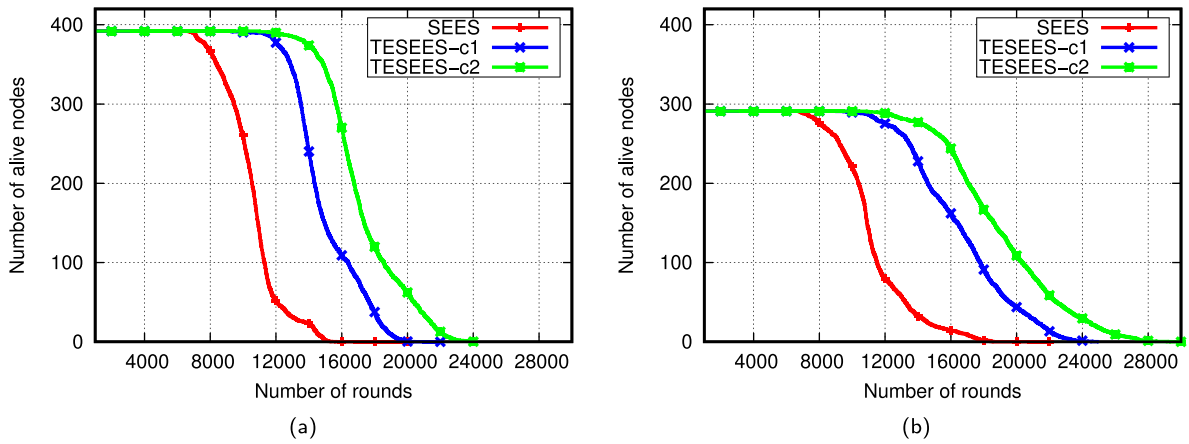 400
300
200
100
0
Number of alive nodes
4000 8000 12000 16000 20000 24000 28000
Number of rounds
SEES
TESEES-c1
TESEES-c2
(a)
400
300
200
100
0
Number of alive nodes
4000 8000 12000 16000 20000 24000 28000
Number of rounds
SEES
TESEES-c1
TESEES-c2
(b)